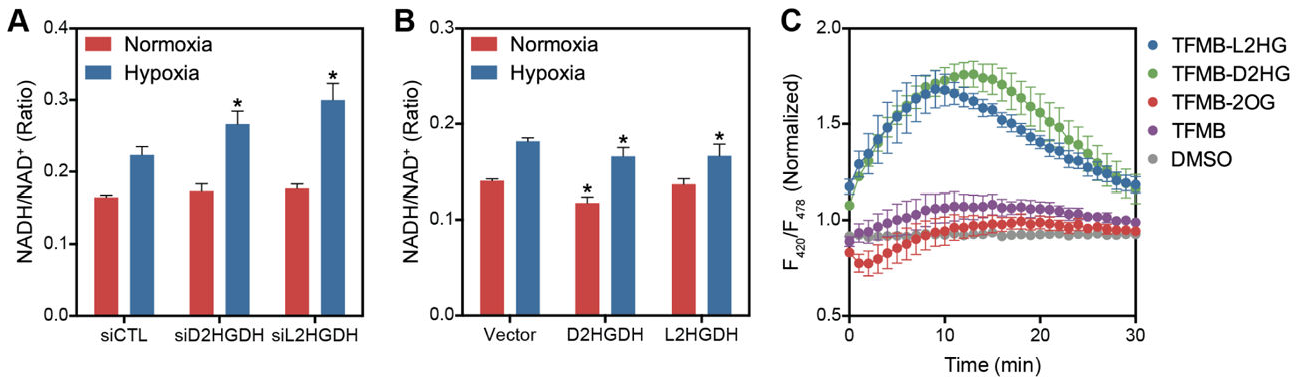 A
NADH/NAD⁺ (Ratio)
0.4
0.3
0.2
0.1
0.0
Normoxia
Hypoxia
*
*
siCTL
siD2HGDH
siL2HGDH
B
NADH/NAD⁺ (Ratio)
0.3
0.2
0.1
0.0
Normoxia
Hypoxia
*
*
*
Vector
D2HGDH
L2HGDH
C
F₄₂₀/F₄₇₈ (Normalized)
2.0
1.5
1.0
0.5
0
10
20
30
Time (min)
TFMB-L2HG
TFMB-D2HG
TFMB-2OG
TFMB
DMSO